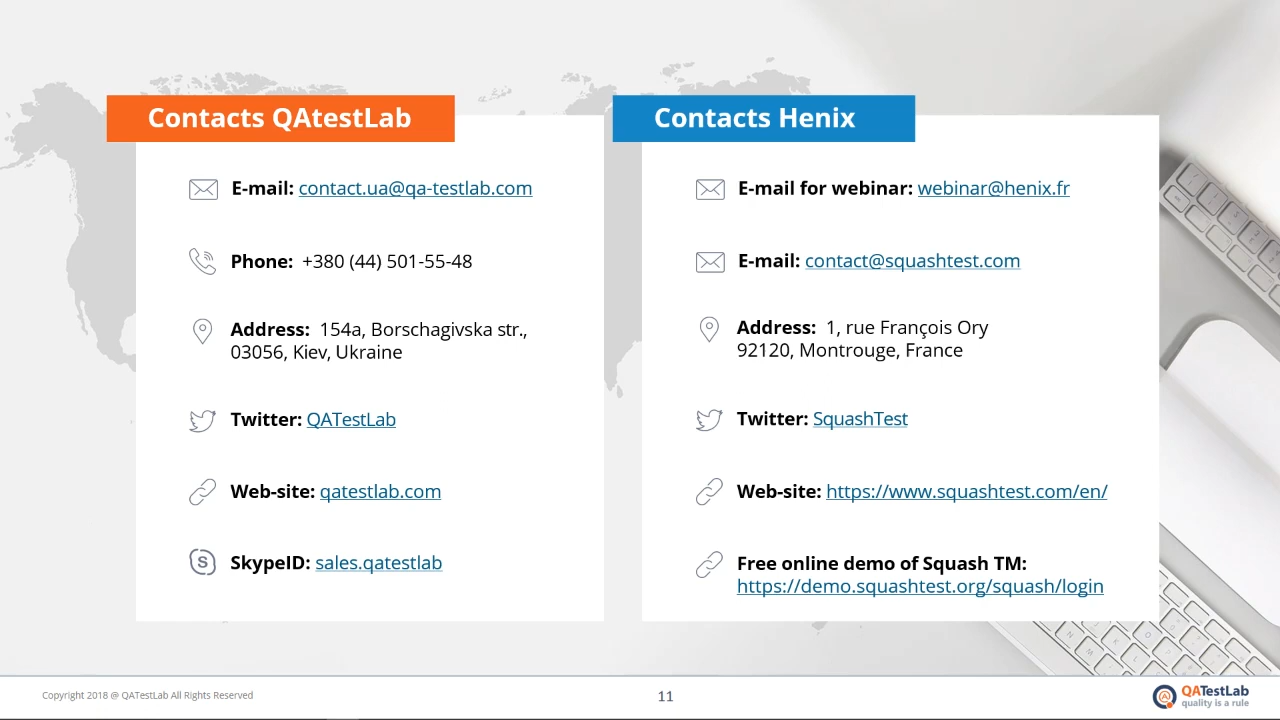 Contacts QAtestLab
E-mail: contact.ua@qa-testlab.com
Phone: +380 (44) 501-55-48
Address: 154a, Borschagivska str.,
03056, Kiev, Ukraine
Twitter: QATestLab
Web-site: qatestlab.com
SkypeID: sales.qatestlab
Contacts Henix
E-mail for webinar: webinar@henix.fr
E-mail: contact@squashtest.com
Address: 1, rue François Ory
92120, Montrouge, France
Twitter: SquashTest
Web-site: https://www.squashtest.com/en/
Free online demo of Squash TM:
https://demo.squashtest.org/squash/login
Copyright 2018 @ QATestLab All Rights Reserved
11
QATestLab
quality is a rule